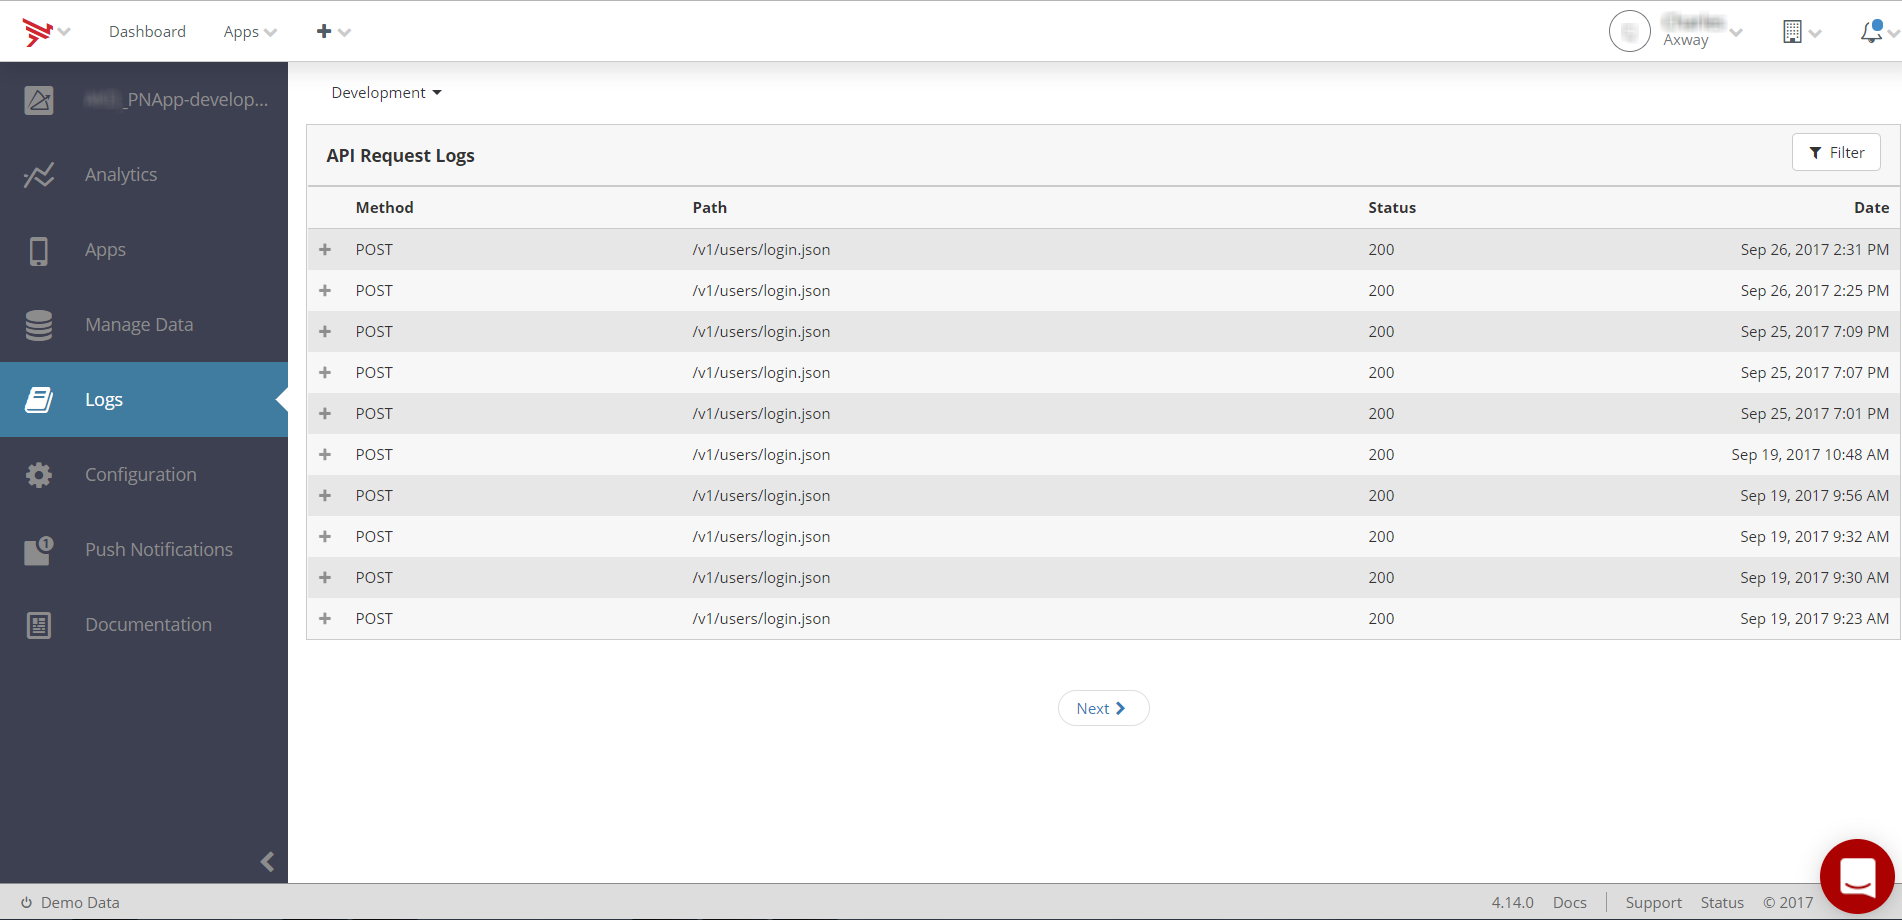 Dashboard Apps
Axway
_PNApp-develop...
Analytics
Apps
Manage Data
Logs
Configuration
1
Push Notifications
Documentation
Development
API Request Logs Filter
Method Path Status Date
POST /v1/users/login.json 200 Sep 26, 2017 2:31 PM
POST /v1/users/login.json 200 Sep 26, 2017 2:25 PM
POST /v1/users/login.json 200 Sep 25, 2017 7:09 PM
POST /v1/users/login.json 200 Sep 25, 2017 7:07 PM
POST /v1/users/login.json 200 Sep 25, 2017 7:01 PM
POST /v1/users/login.json 200 Sep 19, 2017 10:48 AM
POST /v1/users/login.json 200 Sep 19, 2017 9:56 AM
POST /v1/users/login.json 200 Sep 19, 2017 9:32 AM
POST /v1/users/login.json 200 Sep 19, 2017 9:30 AM
POST /v1/users/login.json 200 Sep 19, 2017 9:23 AM
Next
Demo Data 4.14.0 Docs Support Status © 2017